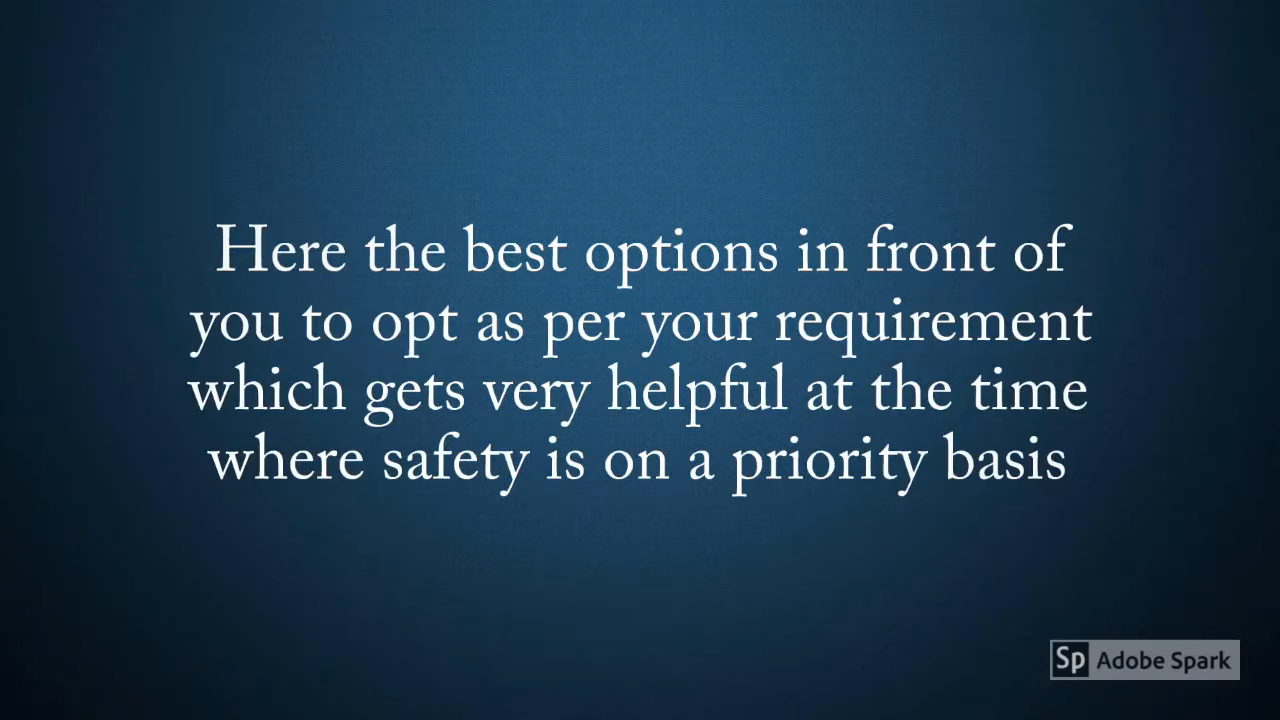 Here the best options in front of
you to opt as per your requirement
which gets very helpful at the time
where safety is on a priority basis
Sp Adobe Spark